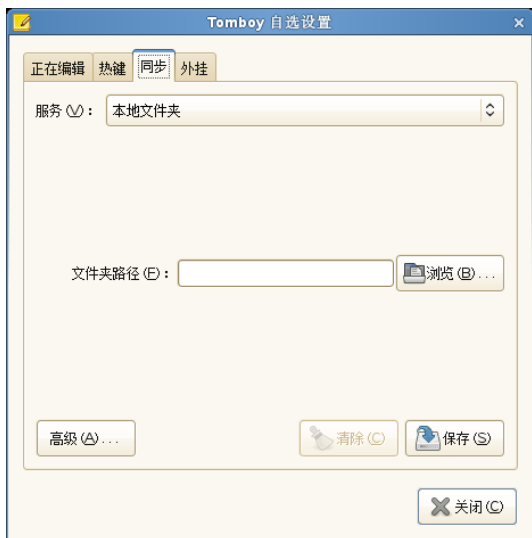 Tomboy 自选设置
正在编辑 热键 同步 外挂
服务(V)： 本地文件夹
文件夹路径(F)： 浏览(B)...
高级(A)... 清除(C) 保存(S)
关闭(C)